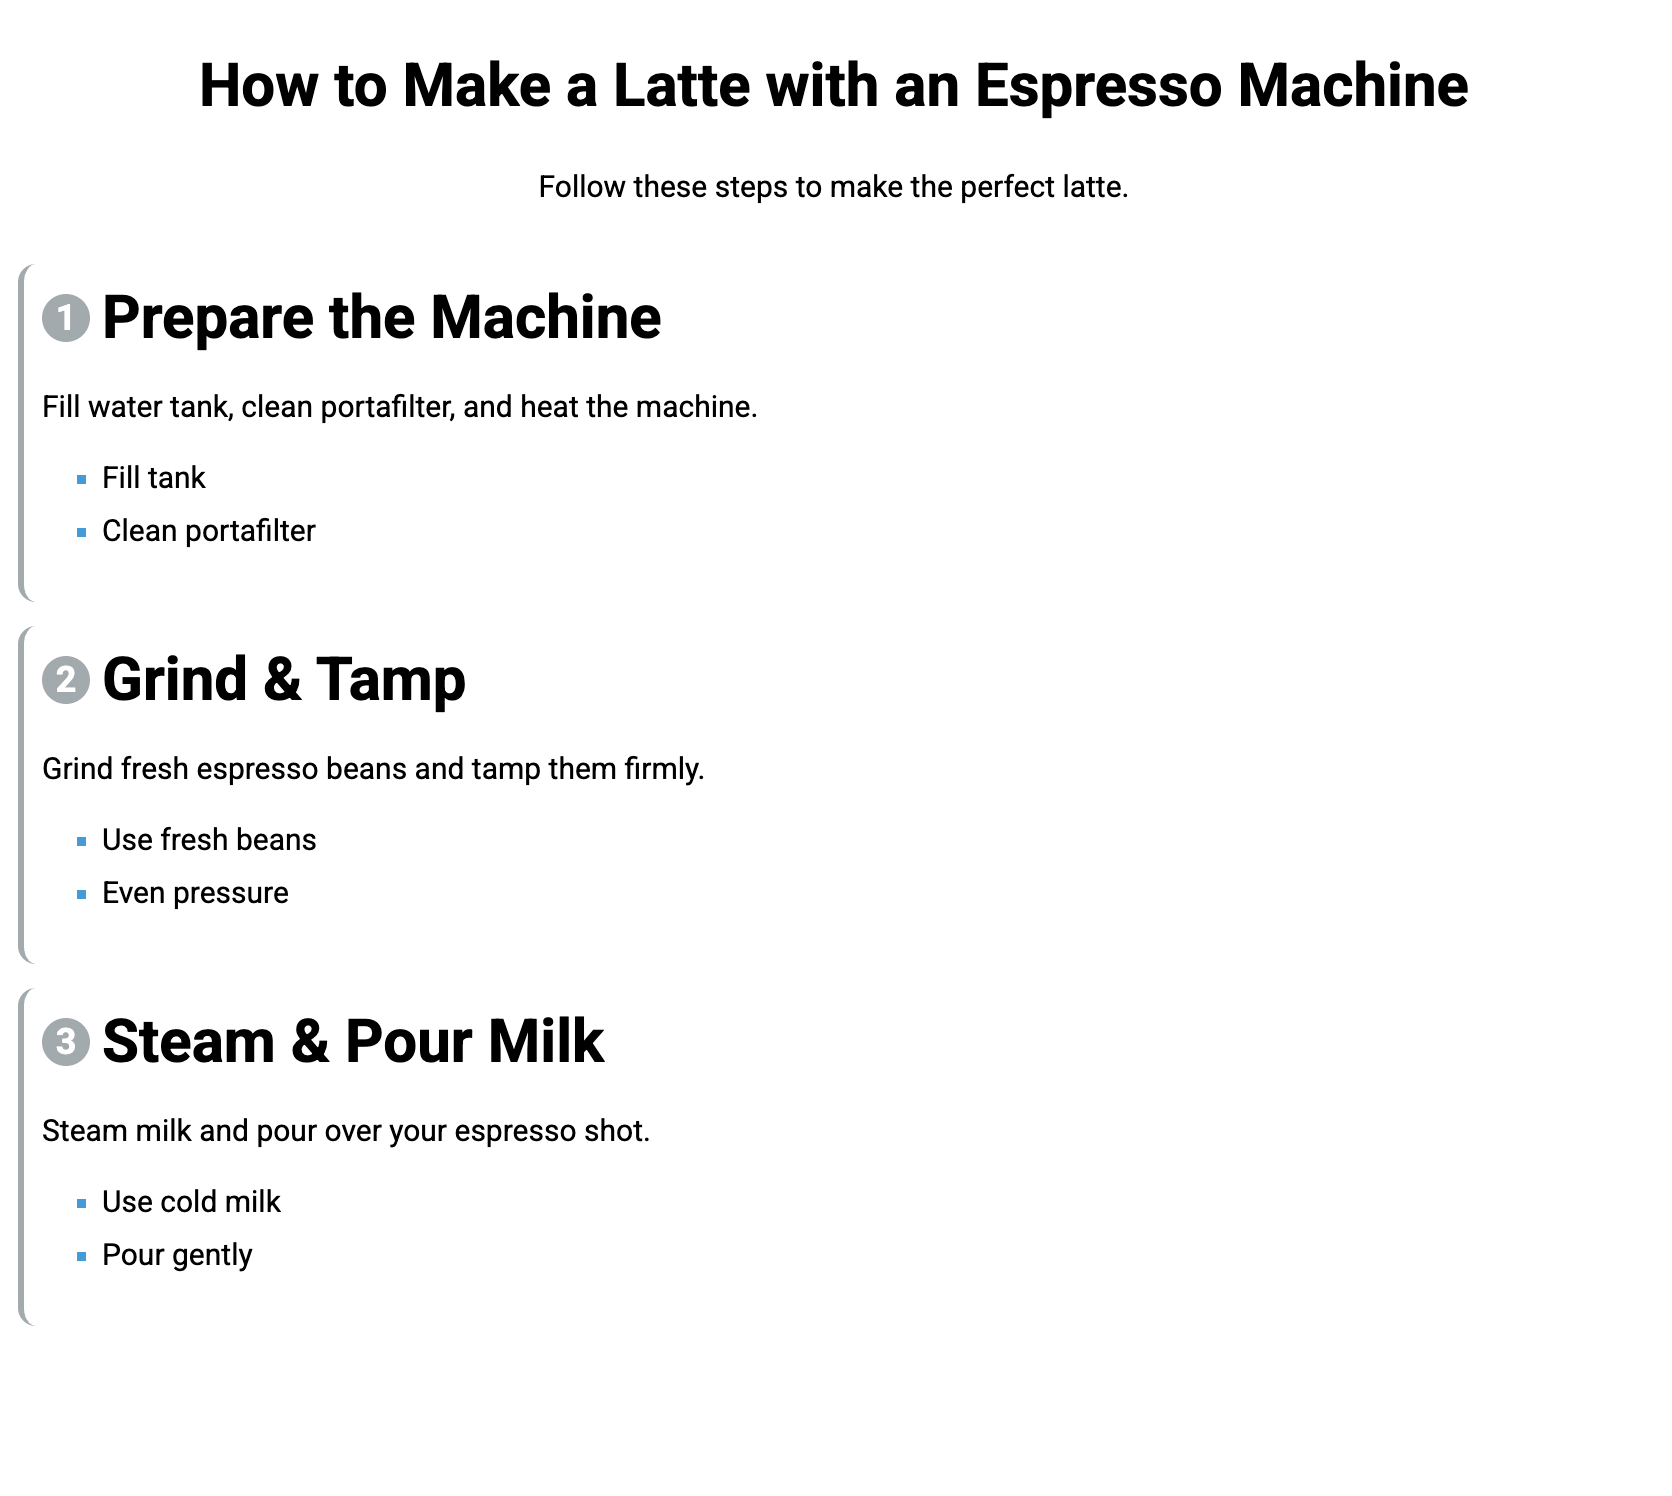 How to Make a Latte with an Espresso Machine
Follow these steps to make the perfect latte.
1 Prepare the Machine
Fill water tank, clean portafilter, and heat the machine.
Fill tank
Clean portafilter
2 Grind & Tamp
Grind fresh espresso beans and tamp them firmly.
Use fresh beans
Even pressure
3 Steam & Pour Milk
Steam milk and pour over your espresso shot.
Use cold milk
Pour gently